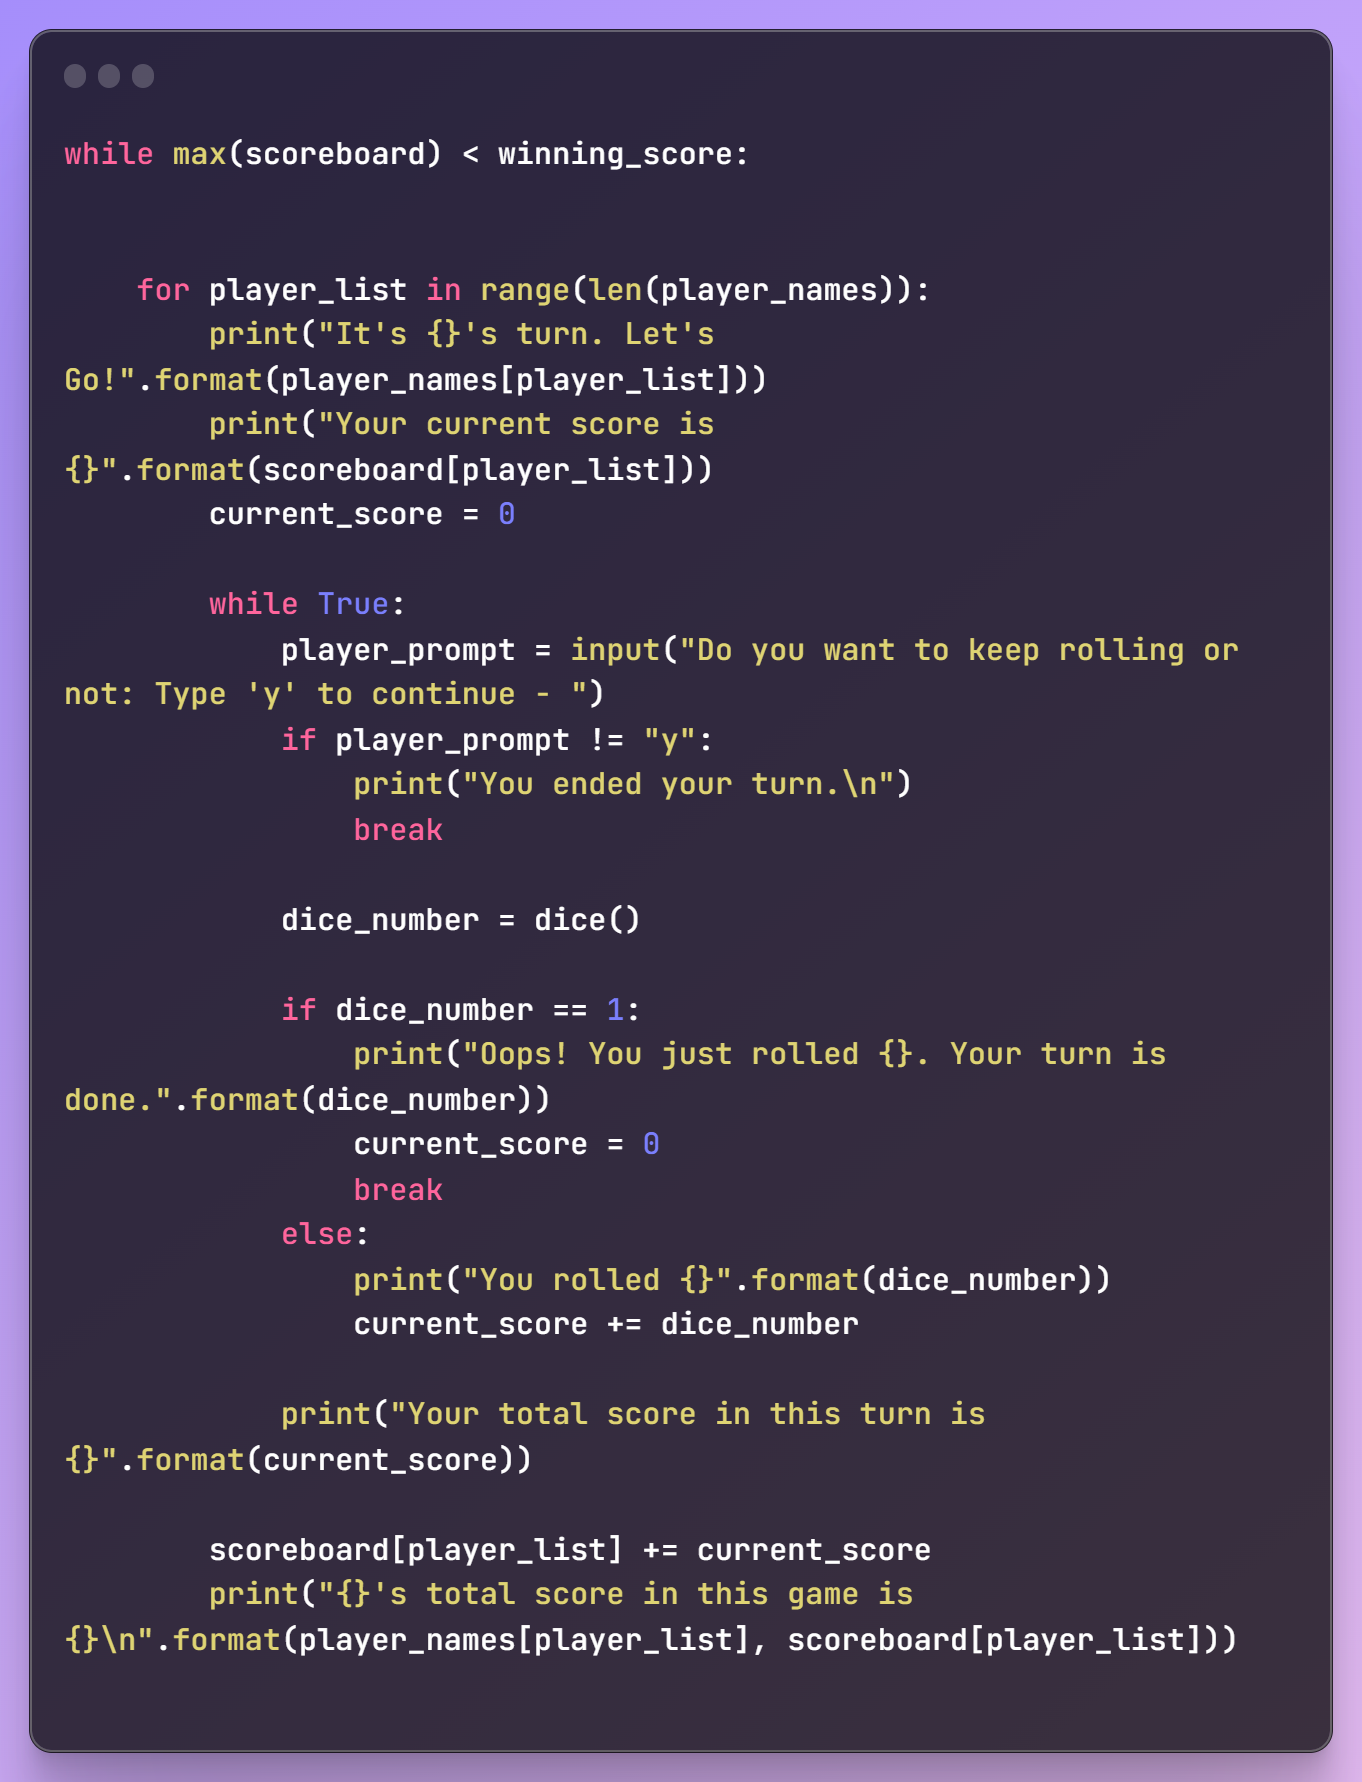 while max(scoreboard) < winning_score:


    for player_list in range(len(player_names)):
        print("It's {}'s turn. Let's
Go!".format(player_names[player_list]))
        print("Your current score is
{}".format(scoreboard[player_list]))
        current_score = 0

        while True:
            player_prompt = input("Do you want to keep rolling or
not: Type 'y' to continue - ")
            if player_prompt != "y":
                print("You ended your turn.\n")
                break

            dice_number = dice()

            if dice_number == 1:
                print("Oops! You just rolled {}. Your turn is
done.".format(dice_number))
                current_score = 0
                break
            else:
                print("You rolled {}".format(dice_number))
                current_score += dice_number

            print("Your total score in this turn is
{}".format(current_score))

        scoreboard[player_list] += current_score
        print("{}'s total score in this game is
{}\n".format(player_names[player_list], scoreboard[player_list]))